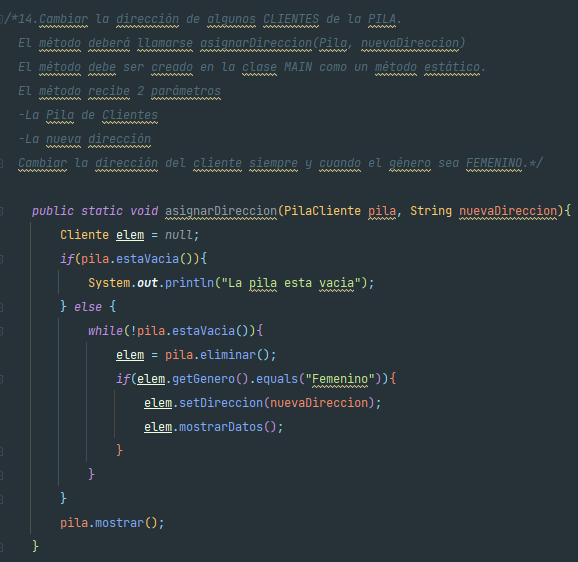 /*14.Cambiar la dirección de algunos CLIENTES de la PILA.
El método deberá llamarse asignarDireccion(Pila, nuevaDireccion)
El método debe ser creado en la clase MAIN como un método estático.
El método recibe 2 parámetros
-La Pila de Clientes
-La nueva dirección
Cambiar la dirección del cliente siempre y cuando el género sea FEMENINO.*/
public static void asignarDireccion(PilaCliente pila, String nuevaDireccion){
Cliente elem = null;
if(pila.estaVacia()){
System.out.println("La pila esta vacia");
} else {
while(!pila.estaVacia()){
elem = pila.eliminar();
if(elem.getGenero().equals("Femenino")){
elem.setDireccion(nuevaDireccion);
elem.mostrarDatos();
}
}
}
pila.mostrar();
}